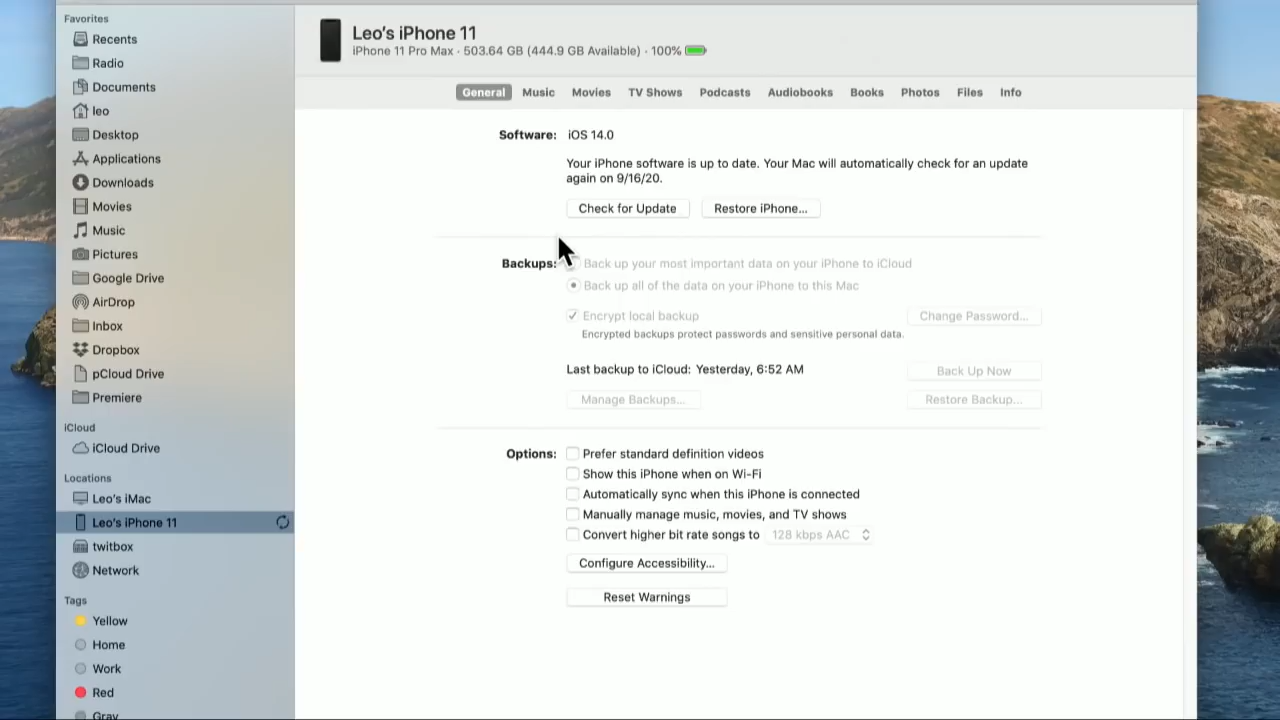 Favorites
Recents
Radio
Documents
leo
Desktop
Applications
Downloads
Movies
Music
Pictures
Google Drive
AirDrop
Inbox
Dropbox
pCloud Drive
Premiere
iCloud
iCloud Drive
Locations
Leo's iMac
Leo's iPhone 11
twitbox
Network
Tags
Yellow
Home
Work
Red
Gray
Leo's iPhone 11
iPhone 11 Pro Max · 503.64 GB (444.9 GB Available) · 100%
General Music Movies TV Shows Podcasts Audiobooks Books Photos Files Info
Software: iOS 14.0
Your iPhone software is up to date. Your Mac will automatically check for an update
again on 9/16/20.
Check for Update Restore iPhone...
Backups: Back up your most important data on your iPhone to iCloud
Back up all of the data on your iPhone to this Mac
Encrypt local backup Change Password...
Encrypted backups protect passwords and sensitive personal data.
Last backup to iCloud: Yesterday, 6:52 AM Back Up Now
Manage Backups... Restore Backup...
Options: Prefer standard definition videos
Show this iPhone when on Wi-Fi
Automatically sync when this iPhone is connected
Manually manage music, movies, and TV shows
Convert higher bit rate songs to 128 kbps AAC
Configure Accessibility...
Reset Warnings